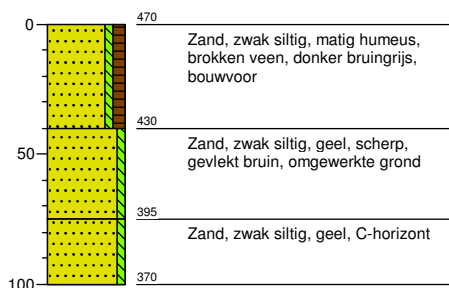 0
470
Zand, zwak siltig, matig humeus,
brokken veen, donker bruingrijs,
bouwvoor
430
50
Zand, zwak siltig, geel, scherp,
gevlekt bruin, omgewerkte grond
395
Zand, zwak siltig, geel, C-horizont
100
370